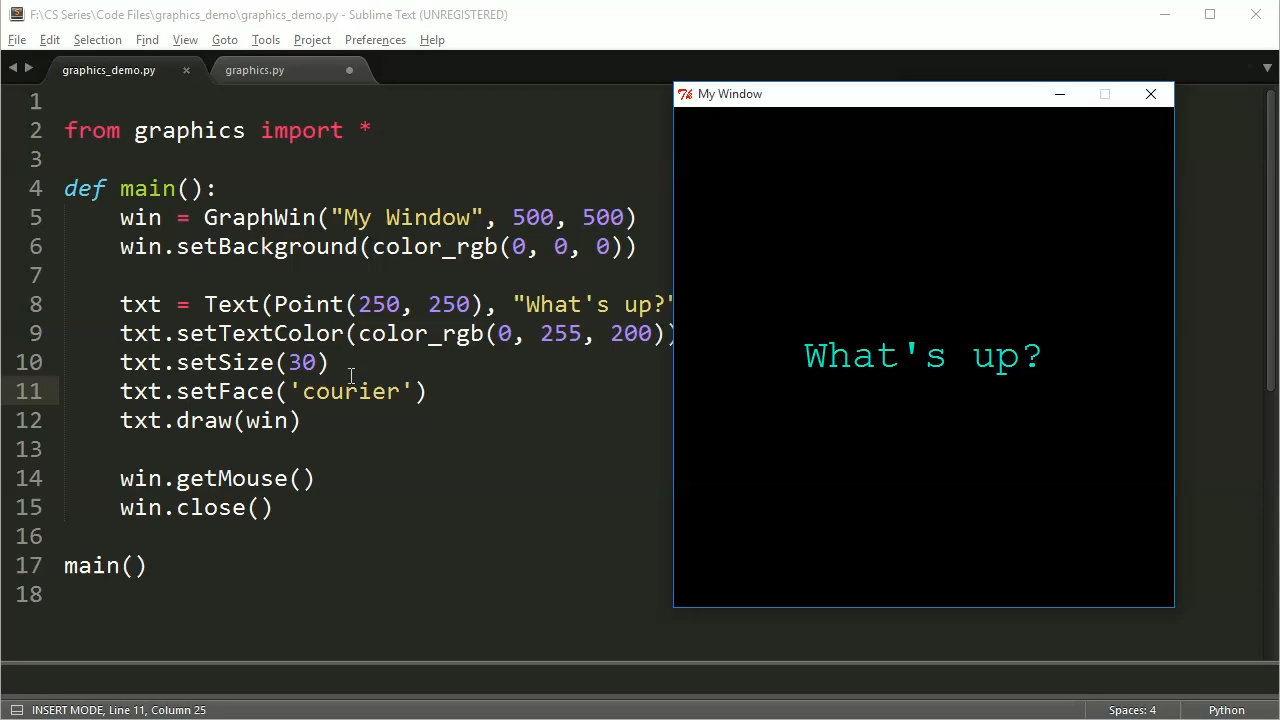 F:\CS Series\Code Files\graphics_demo\graphics_demo.py - Sublime Text (UNREGISTERED)
File Edit Selection Find View Goto Tools Project Preferences Help
graphics_demo.py graphics.py
1
2 from graphics import *
3
4 def main():
5 win = GraphWin("My Window", 500, 500)
6 win.setBackground(color_rgb(0, 0, 0))
7
8 txt = Text(Point(250, 250), "What's up?"
9 txt.setTextColor(color_rgb(0, 255, 200))
10 txt.setSize(30)
11 txt.setFace('courier')
12 txt.draw(win)
13
14 win.getMouse()
15 win.close()
16
17 main()
18
My Window
What's up?
INSERT MODE, Line 11, Column 25 Spaces: 4 Python